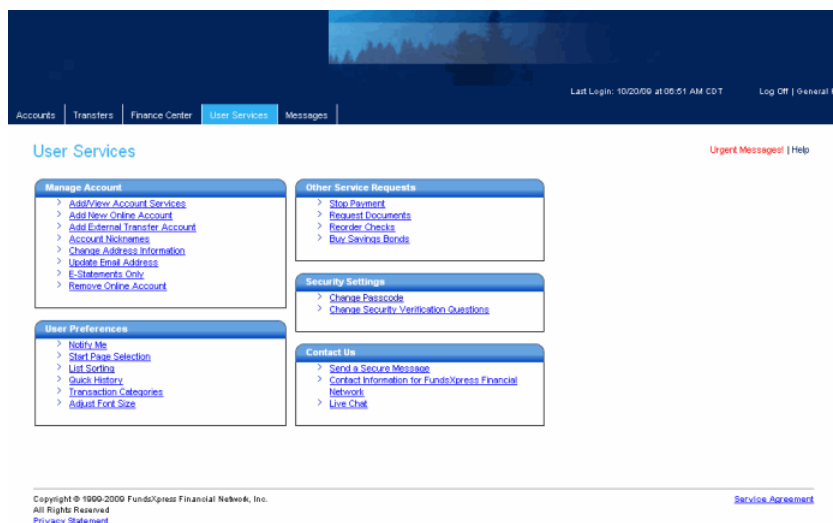 Last Login: 10/20/09 at 06:51 AM CDT Log Off | General
Accounts Transfers Finance Center User Services Messages
User Services
Urgent Messages! | Help
Manage Account
Add/View Account Services
Add New Online Account
Add External Transfer Account
Account Nicknames
Change Address Information
Update Email Address
E-Statements Only
Remove Online Account
User Preferences
Notify Me
Start Page Selection
List Sorting
Quick History
Transaction Categories
Adjust Font Size
Other Service Requests
Stop Payment
Request Documents
Reorder Checks
Buy Savings Bonds
Security Settings
Change Passcode
Change Security Verification Questions
Contact Us
Send a Secure Message
Contact Information for FundsXpress Financial
Network
Live Chat
Copyright © 1999-2009 FundsXpress Financial Network, Inc.
All Rights Reserved
Privacy Statement
Service Agreement